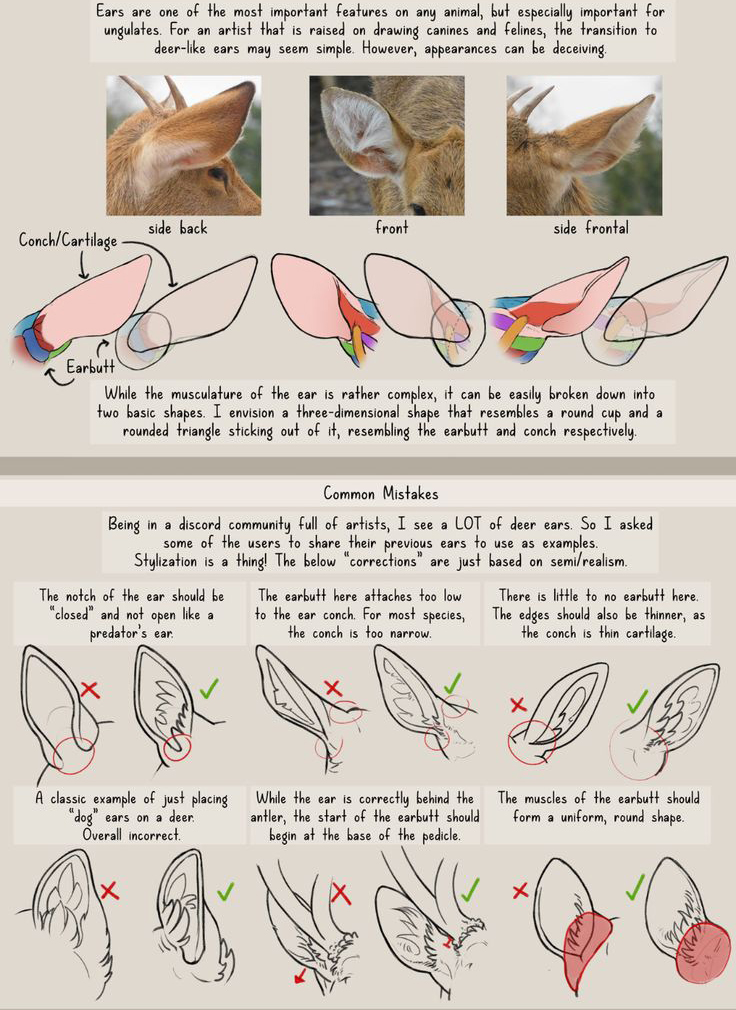 Ears are one of the most important features on any animal, but especially important for
ungulates. For an artist that is raised on drawing canines and felines, the transition to
deer-like ears may seem simple. However, appearances can be deceiving.
side back
front
side frontal
Conch/Cartilage
Earbutt
While the musculature of the ear is rather complex, it can be easily broken down into
two basic shapes. I envision a three-dimensional shape that resembles a round cup and a
rounded triangle sticking out of it, resembling the earbutt and conch respectively.
Common Mistakes
Being in a discord community full of artists, I see a LOT of deer ears. So I asked
some of the users to share their previous ears to use as examples.
Stylization is a thing! The below "corrections" are just based on semi/realism.
The notch of the ear should be
"closed" and not open like a
predator's ear.
The earbutt here attaches too low
to the ear conch. For most species,
the conch is too narrow.
There is little to no earbutt here.
The edges should also be thinner, as
the conch is thin cartilage.
A classic example of just placing
"dog" ears on a deer.
Overall incorrect.
While the ear is correctly behind the
antler, the start of the earbutt should
begin at the base of the pedicle.
The muscles of the earbutt should
form a uniform, round shape.